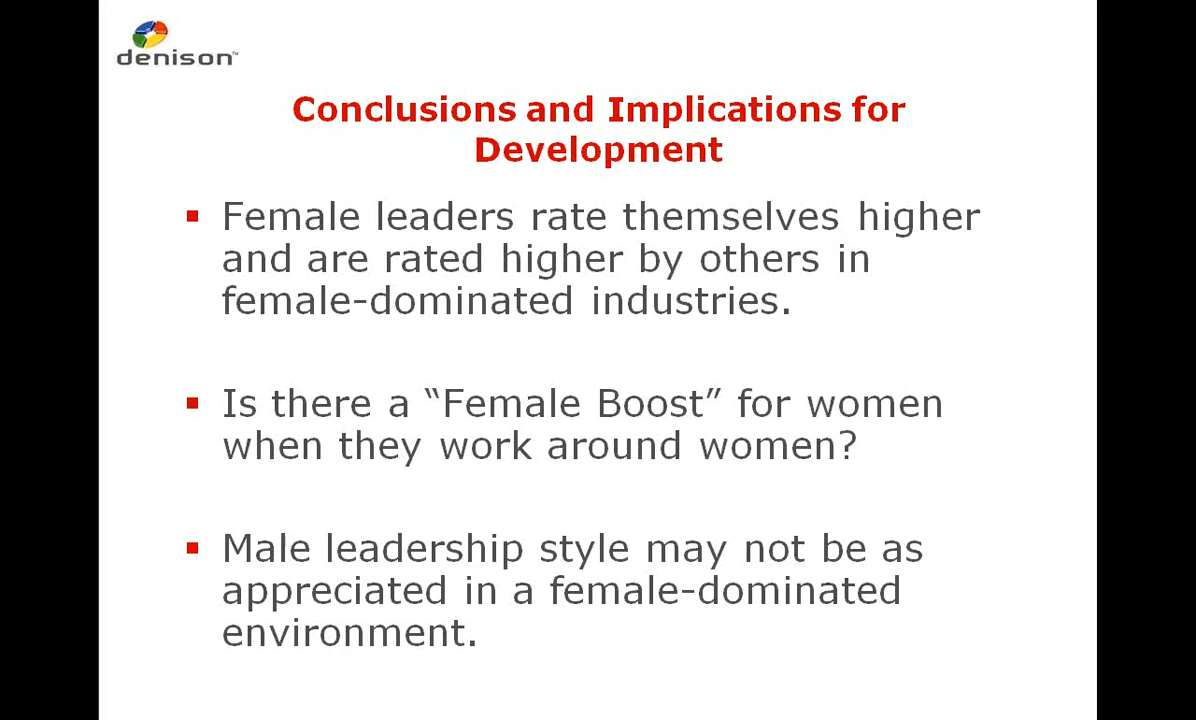 denison™
Conclusions and Implications for
Development
▪ Female leaders rate themselves higher
and are rated higher by others in
female-dominated industries.
▪ Is there a “Female Boost” for women
when they work around women?
▪ Male leadership style may not be as
appreciated in a female-dominated
environment.